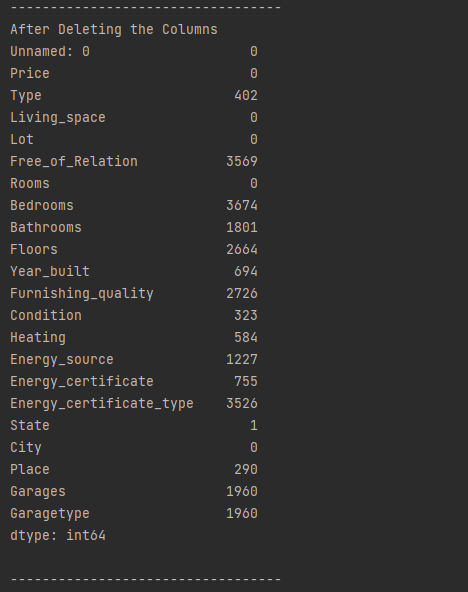 ----------------------------------
After Deleting the Columns
Unnamed: 0                    0
Price                         0
Type                        402
Living_space                  0
Lot                           0
Free_of_Relation           3569
Rooms                         0
Bedrooms                   3674
Bathrooms                  1801
Floors                     2664
Year_built                  694
Furnishing_quality         2726
Condition                   323
Heating                     584
Energy_source              1227
Energy_certificate          755
Energy_certificate_type    3526
State                         1
City                          0
Place                       290
Garages                    1960
Garagetype                 1960
dtype: int64
----------------------------------